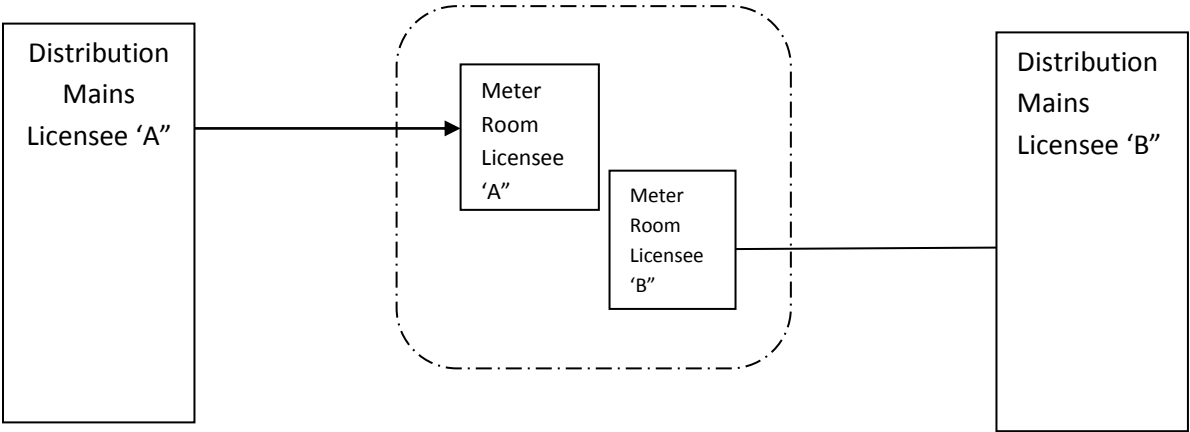 Distribution
Mains
Licensee ‘A”
Meter
Room
Licensee
‘A”
Meter
Room
Licensee
‘B”
Distribution
Mains
Licensee ‘B”